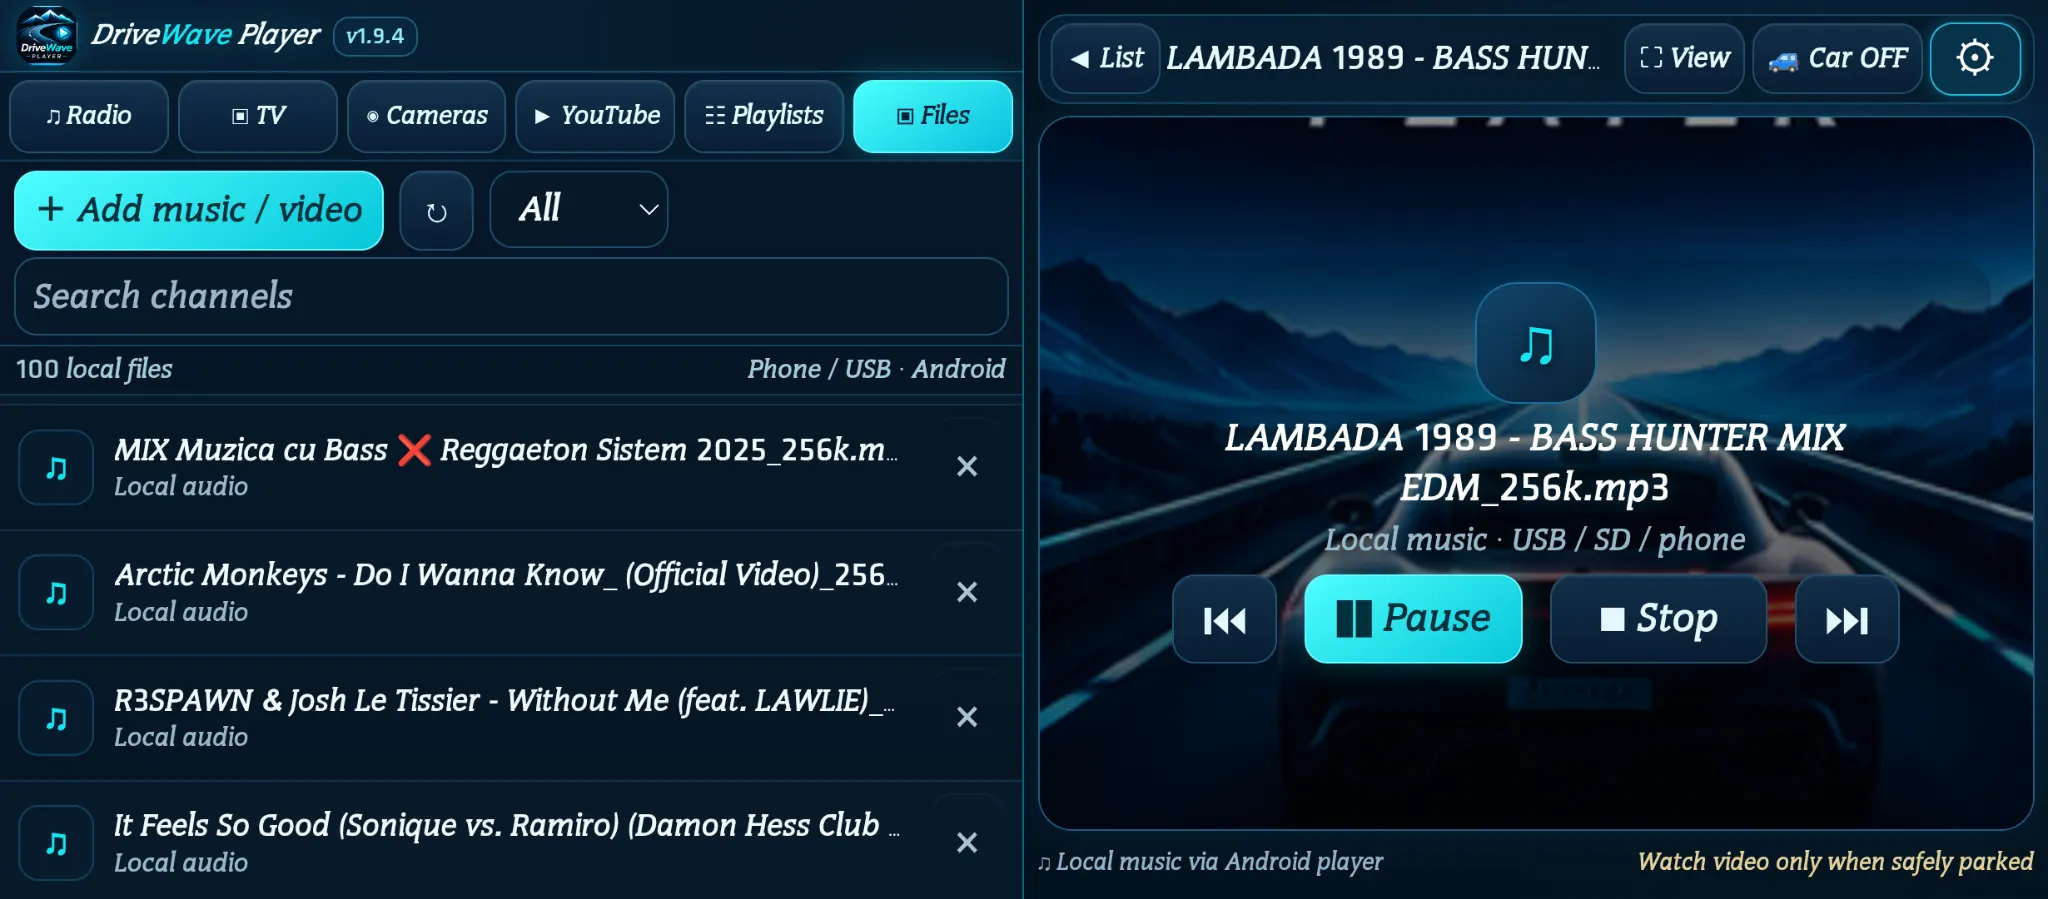 DriveWave Player v1.9.4
DriveWave
PLAYER
♫ Radio
▣ TV
◉ Cameras
▶ YouTube
☷ Playlists
▣ Files
+ Add music / video
↻
All
Search channels
100 local files
Phone / USB · Android
MIX Muzica cu Bass ❌ Reggaeton Sistem 2025_256k.m...
Local audio
Arctic Monkeys - Do I Wanna Know_ (Official Video)_256...
Local audio
R3SPAWN & Josh Le Tissier - Without Me (feat. LAWLIE)_...
Local audio
It Feels So Good (Sonique vs. Ramiro) (Damon Hess Club ...
Local audio
◀ List
LAMBADA 1989 - BASS HUN...
⛶ View
🚙 Car OFF
LAMBADA 1989 - BASS HUNTER MIX
EDM_256k.mp3
Local music · USB / SD / phone
Pause
Stop
♫ Local music via Android player
Watch video only when safely parked